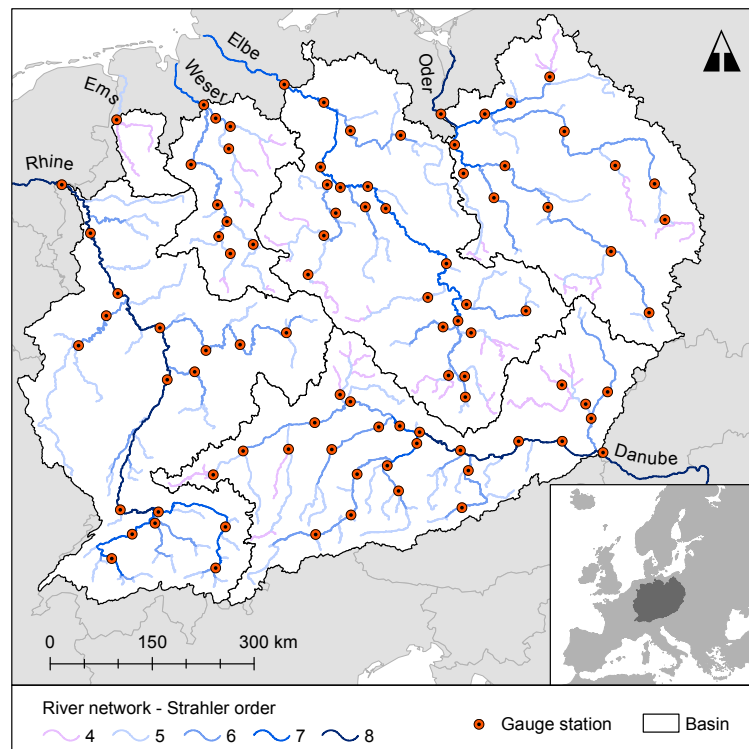 Elbe
Oder
Weser
Ems
Rhine
Danube
0 150 300 km
River network - Strahler order
4 5 6 7 8
Gauge station
Basin